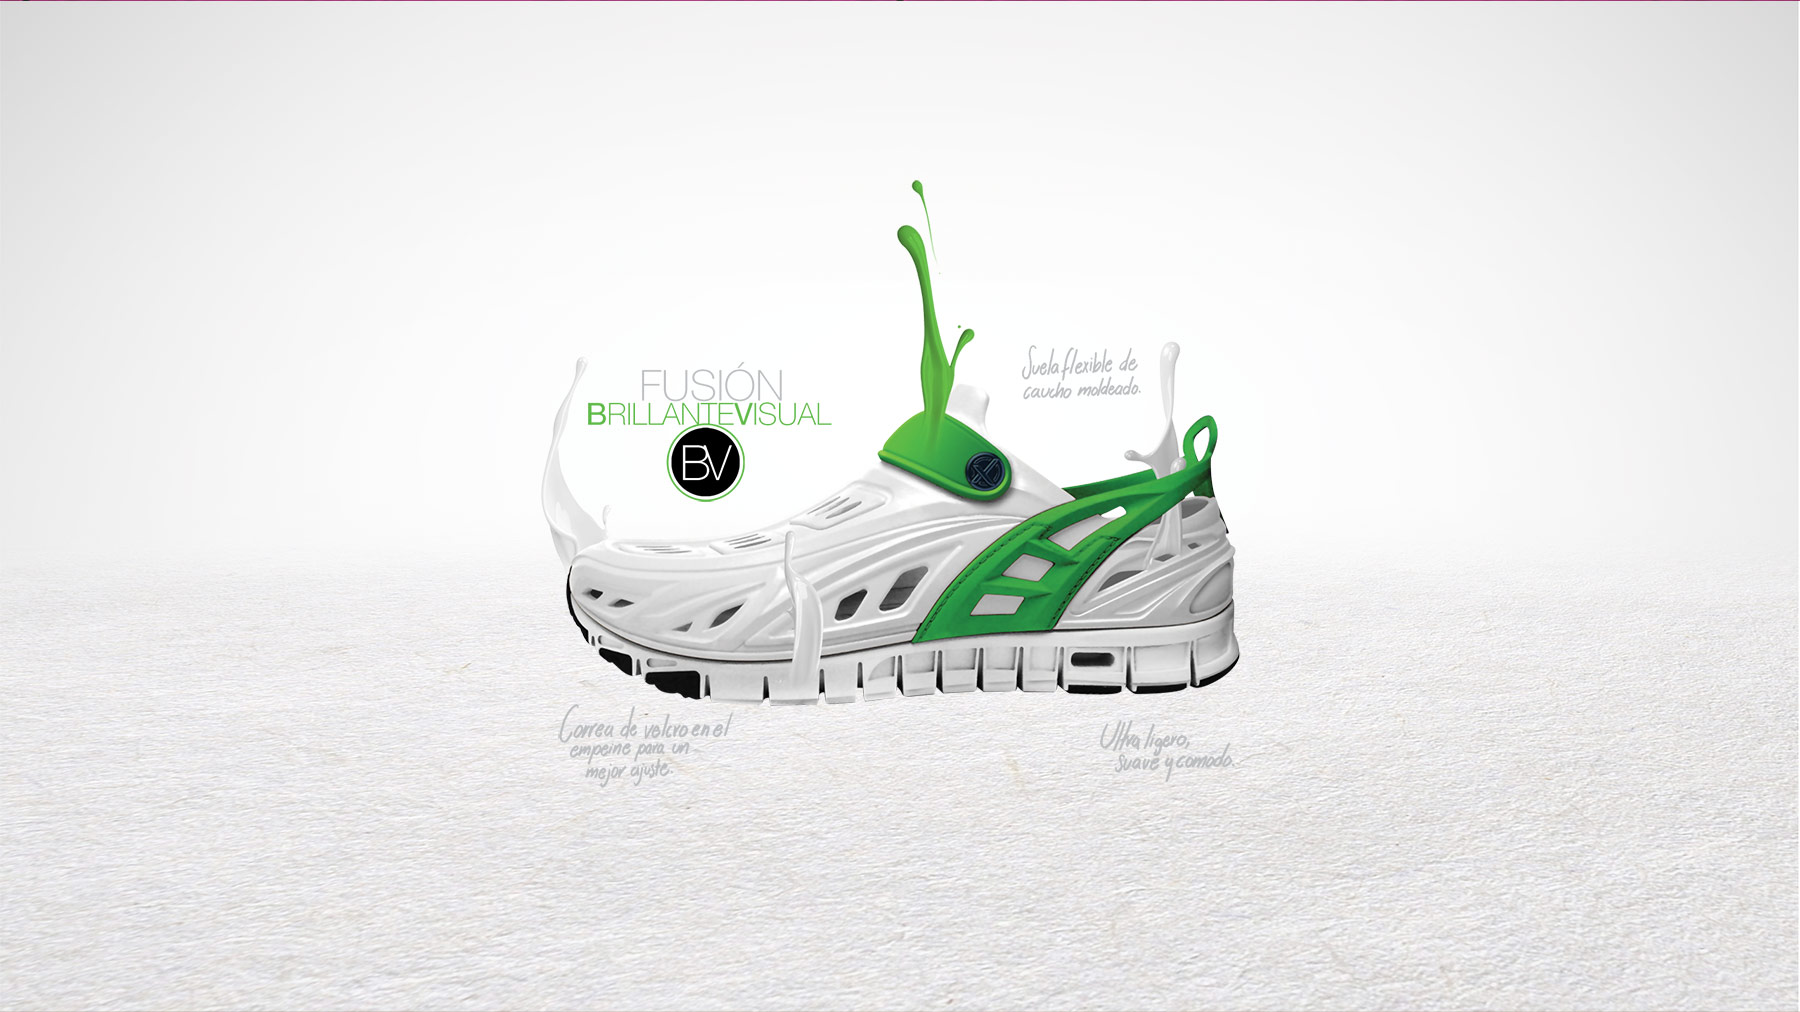 FUSIÓN
BRILLANTEVISUAL
BV
Suela flexible de
caucho moldeado.
Correa de velcro en el
empeine para un
mejor ajuste.
Ultra ligero,
suave y comodo.